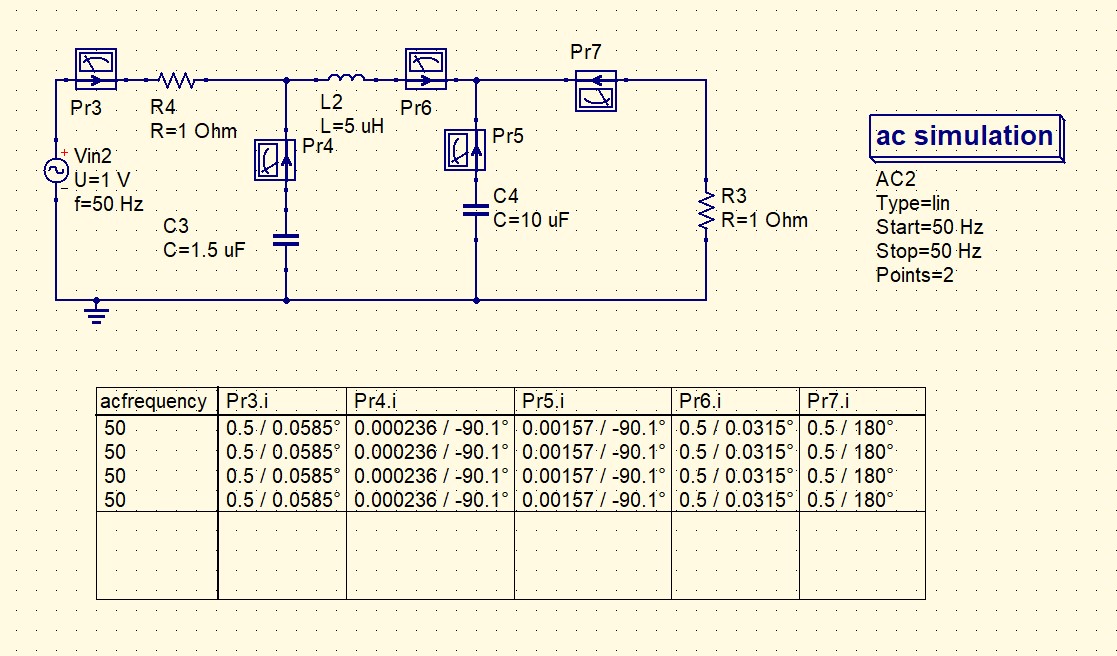 Pr7
Pr3
R4
R=1 Ohm
L2
L=5 uH
Pr6
Pr4
Pr5
+
Vin2
U=1 V
f=50 Hz
–
C3
C=1.5 uF
C4
C=10 uF
R3
R=1 Ohm
ac simulation
AC2
Type=lin
Start=50 Hz
Stop=50 Hz
Points=2
acfrequency Pr3.i Pr4.i Pr5.i Pr6.i Pr7.i
50 0.5 / 0.0585° 0.000236 / -90.1° 0.00157 / -90.1° 0.5 / 0.0315° 0.5 / 180°
50 0.5 / 0.0585° 0.000236 / -90.1° 0.00157 / -90.1° 0.5 / 0.0315° 0.5 / 180°
50 0.5 / 0.0585° 0.000236 / -90.1° 0.00157 / -90.1° 0.5 / 0.0315° 0.5 / 180°
50 0.5 / 0.0585° 0.000236 / -90.1° 0.00157 / -90.1° 0.5 / 0.0315° 0.5 / 180°